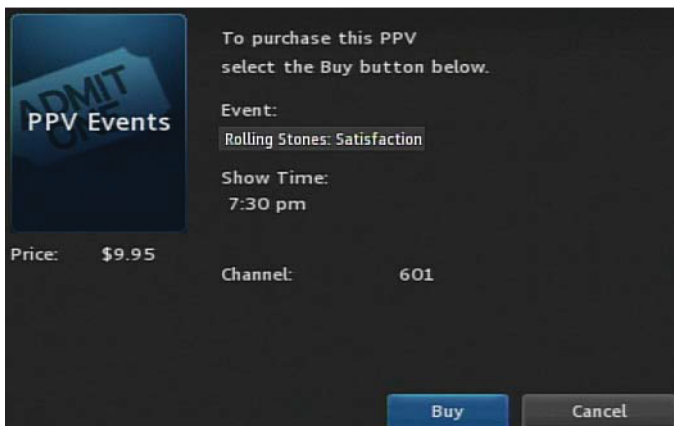 ADMIT
ONE
PPV Events
Price: $9.95
To purchase this PPV
select the Buy button below.
Event:
Rolling Stones: Satisfaction
Show Time:
7:30 pm
Channel: 601
Buy Cancel